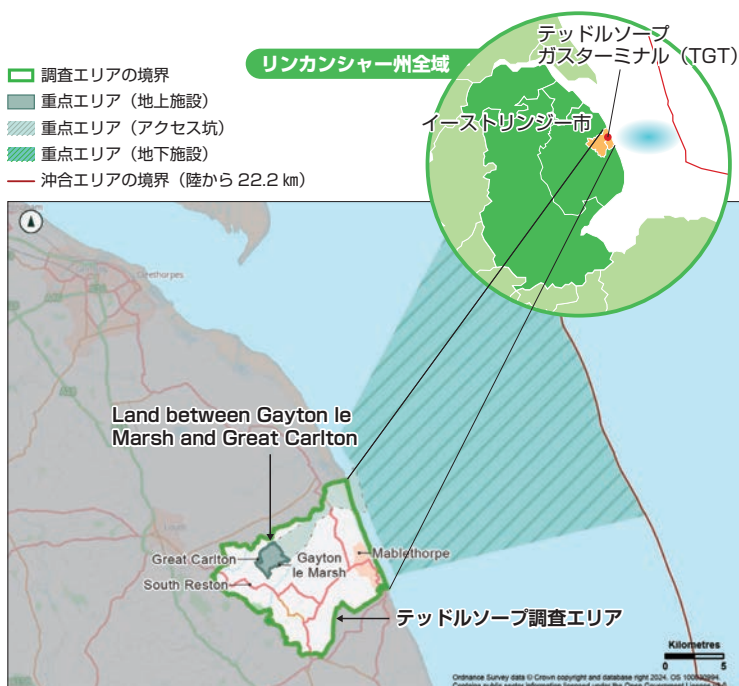 調査エリアの境界
重点エリア（地上施設）
重点エリア（アクセス坑）
重点エリア（地下施設）
沖合エリアの境界（陸から 22.2 km）
リンカンシャー州全域
テッドルソープ
ガスターミナル（TGT）
イーストリンジー市
Land between Gayton le
Marsh and Great Carlton
Great Carlton
Gayton
le Marsh
Mablethorpe
South Reston
テッドルソープ調査エリア
Kilometres
0 5
Ordnance Survey data © Crown copyright and database right 2024. OS